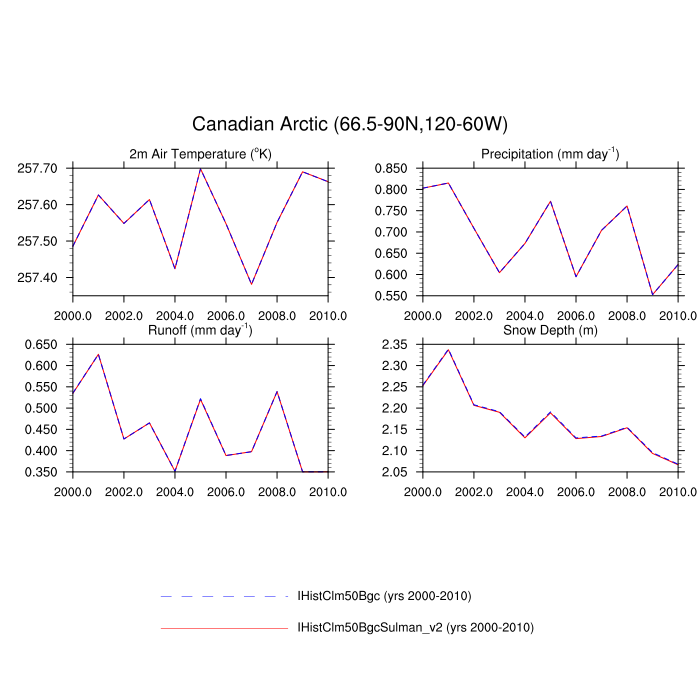 Canadian Arctic (66.5-90N,120-60W)
2m Air Temperature (°K)
257.70
257.60
257.50
257.40
2000.0 2002.0 2004.0 2006.0 2008.0 2010.0
Precipitation (mm day⁻¹)
0.850
0.800
0.750
0.700
0.650
0.600
0.550
2000.0 2002.0 2004.0 2006.0 2008.0 2010.0
Runoff (mm day⁻¹)
0.650
0.600
0.550
0.500
0.450
0.400
0.350
2000.0 2002.0 2004.0 2006.0 2008.0 2010.0
Snow Depth (m)
2.35
2.30
2.25
2.20
2.15
2.10
2.05
2000.0 2002.0 2004.0 2006.0 2008.0 2010.0
IHistClm50Bgc (yrs 2000-2010)
IHistClm50BgcSulman_v2 (yrs 2000-2010)